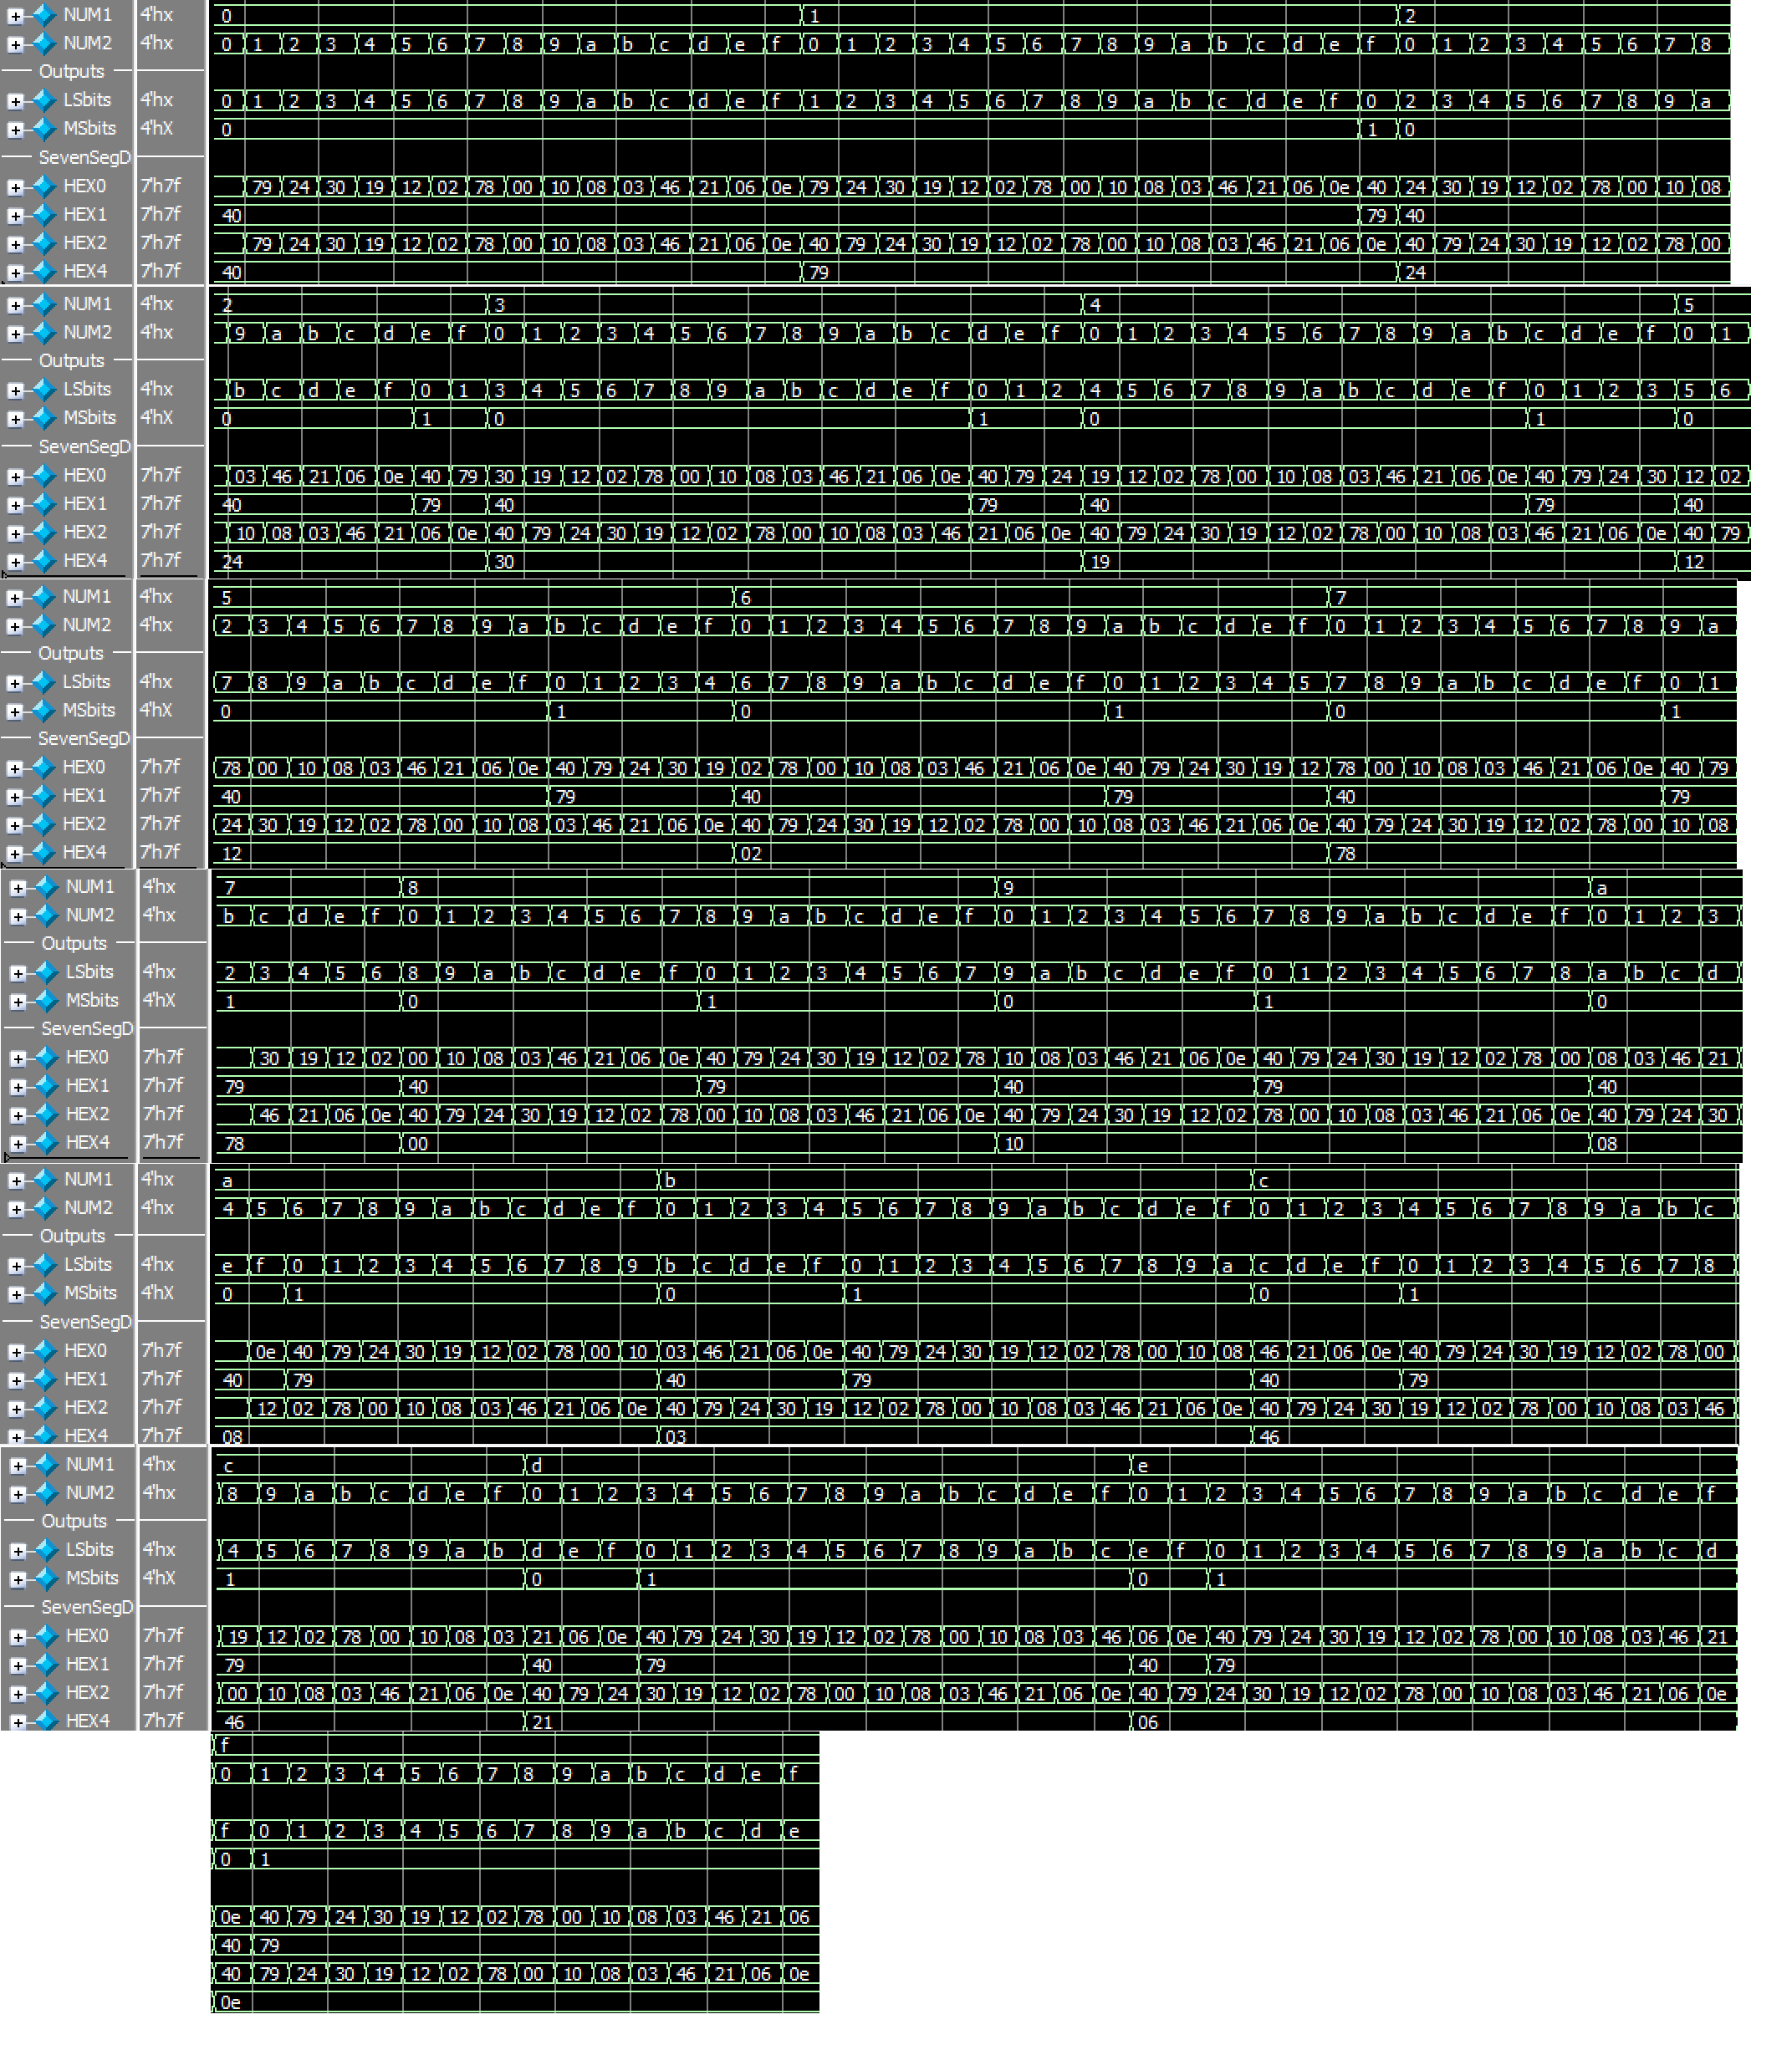 NUM1 4'hx 0 1 2
NUM2 4'hx 0 1 2 3 4 5 6 7 8 9 a b c d e f 0 1 2 3 4 5 6 7 8 9 a b c d e f 0 1 2 3 4 5 6 7 8
Outputs
LSbits 4'hx 0 1 2 3 4 5 6 7 8 9 a b c d e f 1 2 3 4 5 6 7 8 9 a b c d e f 0 2 3 4 5 6 7 8 9 a
MSbits 4'hX 0 1 0
SevenSegD
HEX0 7'h7f 79 24 30 19 12 02 78 00 10 08 03 46 21 06 0e 79 24 30 19 12 02 78 00 10 08 03 46 21 06 0e 40 24 30 19 12 02 78 00 10 08
HEX1 7'h7f 40 79 40
HEX2 7'h7f 79 24 30 19 12 02 78 00 10 08 03 46 21 06 0e 40 79 24 30 19 12 02 78 00 10 08 03 46 21 06 0e 40 79 24 30 19 12 02 78 00
HEX4 7'h7f 40 79 24
NUM1 4'hx 2 3 4 5
NUM2 4'hx 9 a b c d e f 0 1 2 3 4 5 6 7 8 9 a b c d e f 0 1 2 3 4 5 6 7 8 9 a b c d e f 0 1
Outputs
LSbits 4'hx b c d e f 0 1 3 4 5 6 7 8 9 a b c d e f 0 1 2 4 5 6 7 8 9 a b c d e f 0 1 2 3 5 6
MSbits 4'hX 0 1 0 1 0 1 0
SevenSegD
HEX0 7'h7f 03 46 21 06 0e 40 79 30 19 12 02 78 00 10 08 03 46 21 06 0e 40 79 24 19 12 02 78 00 10 08 03 46 21 06 0e 40 79 24 30 12 02
HEX1 7'h7f 40 79 40 79 40 79 40
HEX2 7'h7f 10 08 03 46 21 06 0e 40 79 24 30 19 12 02 78 00 10 08 03 46 21 06 0e 40 79 24 30 19 12 02 78 00 10 08 03 46 21 06 0e 40 79
HEX4 7'h7f 24 30 19 12
NUM1 4'hx 5 6 7
NUM2 4'hx 2 3 4 5 6 7 8 9 a b c d e f 0 1 2 3 4 5 6 7 8 9 a b c d e f 0 1 2 3 4 5 6 7 8 9 a
Outputs
LSbits 4'hx 7 8 9 a b c d e f 0 1 2 3 4 6 7 8 9 a b c d e f 0 1 2 3 4 5 7 8 9 a b c d e f 0 1
MSbits 4'hX 0 1 0 1 0 1
SevenSegD
HEX0 7'h7f 78 00 10 08 03 46 21 06 0e 40 79 24 30 19 02 78 00 10 08 03 46 21 06 0e 40 79 24 30 19 12 78 00 10 08 03 46 21 06 0e 40 79
HEX1 7'h7f 40 79 40 79 40 79
HEX2 7'h7f 24 30 19 12 02 78 00 10 08 03 46 21 06 0e 40 79 24 30 19 12 02 78 00 10 08 03 46 21 06 0e 40 79 24 30 19 12 02 78 00 10 08
HEX4 7'h7f 12 02 78
NUM1 4'hx 7 8 9 a
NUM2 4'hx b c d e f 0 1 2 3 4 5 6 7 8 9 a b c d e f 0 1 2 3 4 5 6 7 8 9 a b c d e f 0 1 2 3
Outputs
LSbits 4'hx 2 3 4 5 6 8 9 a b c d e f 0 1 2 3 4 5 6 7 9 a b c d e f 0 1 2 3 4 5 6 7 8 a b c d
MSbits 4'hX 1 0 1 0 1 0
SevenSegD
HEX0 7'h7f 30 19 12 02 00 10 08 03 46 21 06 0e 40 79 24 30 19 12 02 78 10 08 03 46 21 06 0e 40 79 24 30 19 12 02 78 00 08 03 46 21
HEX1 7'h7f 79 40 79 40 79 40
HEX2 7'h7f 46 21 06 0e 40 79 24 30 19 12 02 78 00 10 08 03 46 21 06 0e 40 79 24 30 19 12 02 78 00 10 08 03 46 21 06 0e 40 79 24 30
HEX4 7'h7f 78 00 10 08
NUM1 4'hx a b c
NUM2 4'hx 4 5 6 7 8 9 a b c d e f 0 1 2 3 4 5 6 7 8 9 a b c d e f 0 1 2 3 4 5 6 7 8 9 a b c
Outputs
LSbits 4'hx e f 0 1 2 3 4 5 6 7 8 9 b c d e f 0 1 2 3 4 5 6 7 8 9 a c d e f 0 1 2 3 4 5 6 7 8
MSbits 4'hX 0 1 0 1 0 1
SevenSegD
HEX0 7'h7f 0e 40 79 24 30 19 12 02 78 00 10 03 46 21 06 0e 40 79 24 30 19 12 02 78 00 10 08 46 21 06 0e 40 79 24 30 19 12 02 78 00
HEX1 7'h7f 40 79 40 79 40 79
HEX2 7'h7f 12 02 78 00 10 08 03 46 21 06 0e 40 79 24 30 19 12 02 78 00 10 08 03 46 21 06 0e 40 79 24 30 19 12 02 78 00 10 08 03 46
HEX4 7'h7f 08 03 46
NUM1 4'hx c d e
NUM2 4'hx 8 9 a b c d e f 0 1 2 3 4 5 6 7 8 9 a b c d e f 0 1 2 3 4 5 6 7 8 9 a b c d e f
Outputs
LSbits 4'hx 4 5 6 7 8 9 a b d e f 0 1 2 3 4 5 6 7 8 9 a b c e f 0 1 2 3 4 5 6 7 8 9 a b c d
MSbits 4'hX 1 0 1 0 1
SevenSegD
HEX0 7'h7f 19 12 02 78 00 10 08 03 21 06 0e 40 79 24 30 19 12 02 78 00 10 08 03 46 06 0e 40 79 24 30 19 12 02 78 00 10 08 03 46 21
HEX1 7'h7f 79 40 79 40 79
HEX2 7'h7f 00 10 08 03 46 21 06 0e 40 79 24 30 19 12 02 78 00 10 08 03 46 21 06 0e 40 79 24 30 19 12 02 78 00 10 08 03 46 21 06 0e
HEX4 7'h7f 46 21 06
f
0 1 2 3 4 5 6 7 8 9 a b c d e f
f 0 1 2 3 4 5 6 7 8 9 a b c d e
0 1
0e 40 79 24 30 19 12 02 78 00 10 08 03 46 21 06
40 79
40 79 24 30 19 12 02 78 00 10 08 03 46 21 06 0e
0e